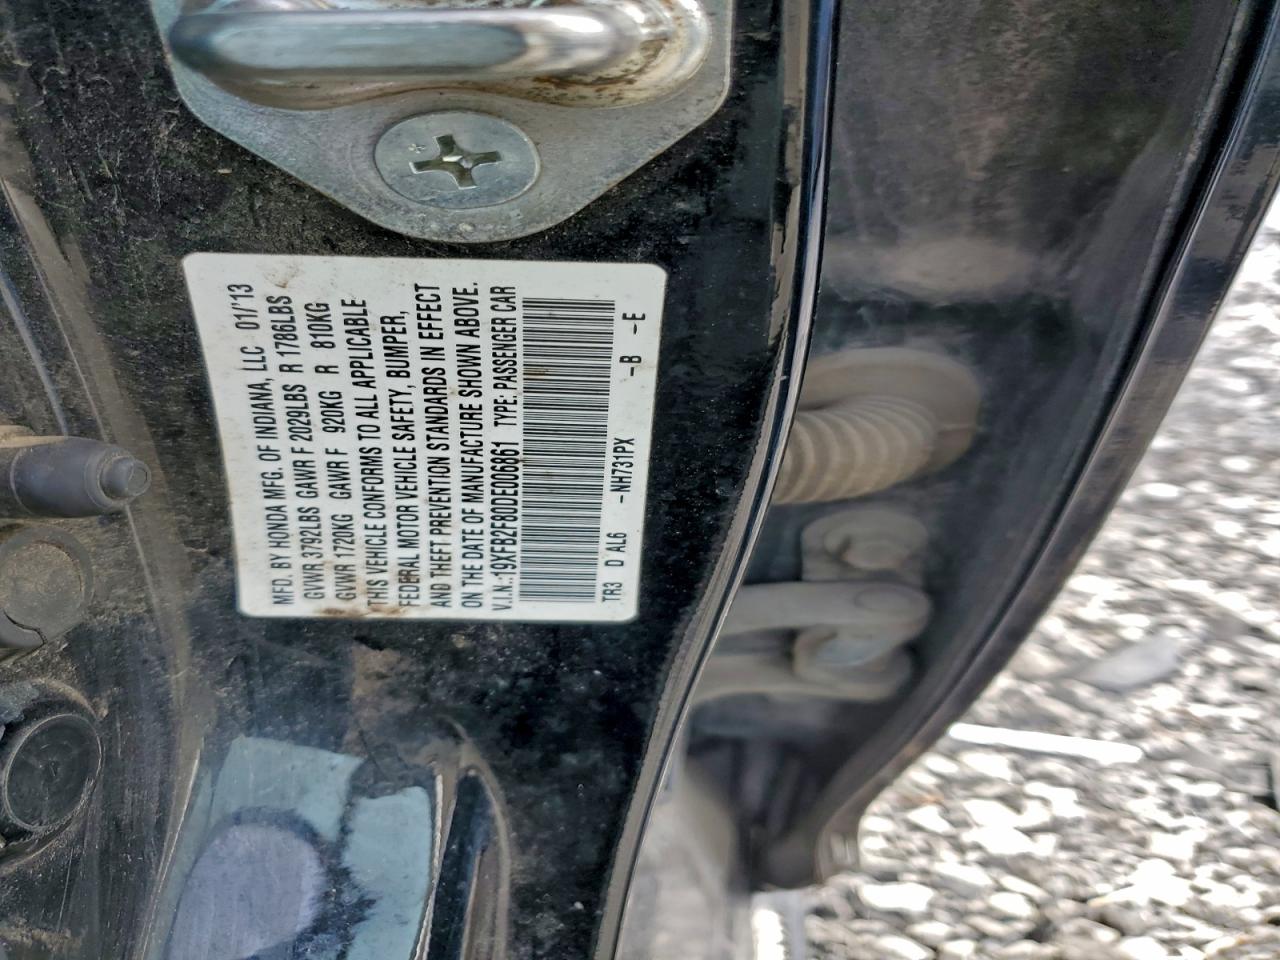 MFD. BY HONDA MFG. OF INDIANA, LLC 01/'13
GVWR 3792LBS GAWR F 2029LBS R 1786LBS
GVWR 1720KG GAWR F 920KG R 810KG
THIS VEHICLE CONFORMS TO ALL APPLICABLE
FEDERAL MOTOR VEHICLE SAFETY, BUMPER,
AND THEFT PREVENTION STANDARDS IN EFFECT
ON THE DATE OF MANUFACTURE SHOWN ABOVE.
V.I.N.:19XFB2F80DE006861 TYPE: PASSENGER CAR
TR3 D AL6 -NH731PX -B -E